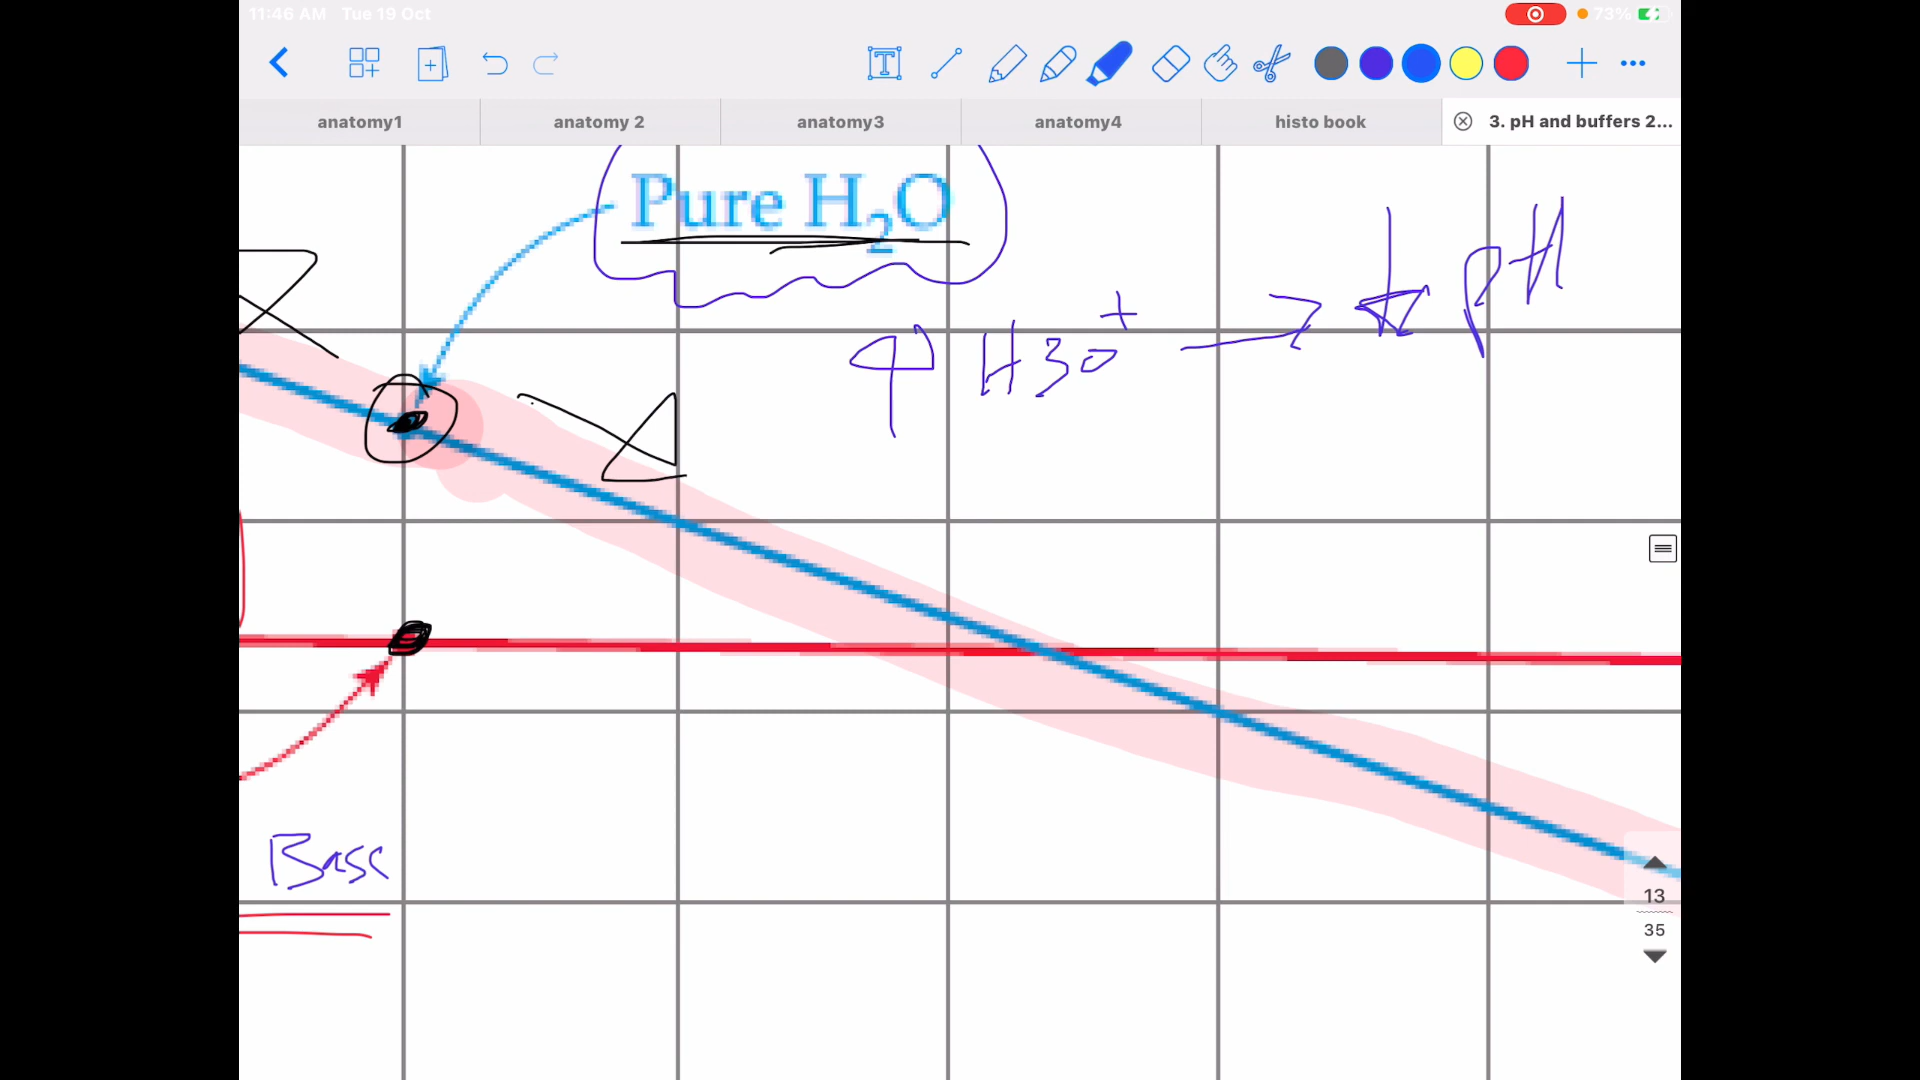 11:46 AM Tue 19 Oct
73%
T
anatomy1
anatomy 2
anatomy3
anatomy4
histo book
3. pH and buffers 2...
Pure H₂O
↑ H3O⁺ → ↓ pH
Base
13
35